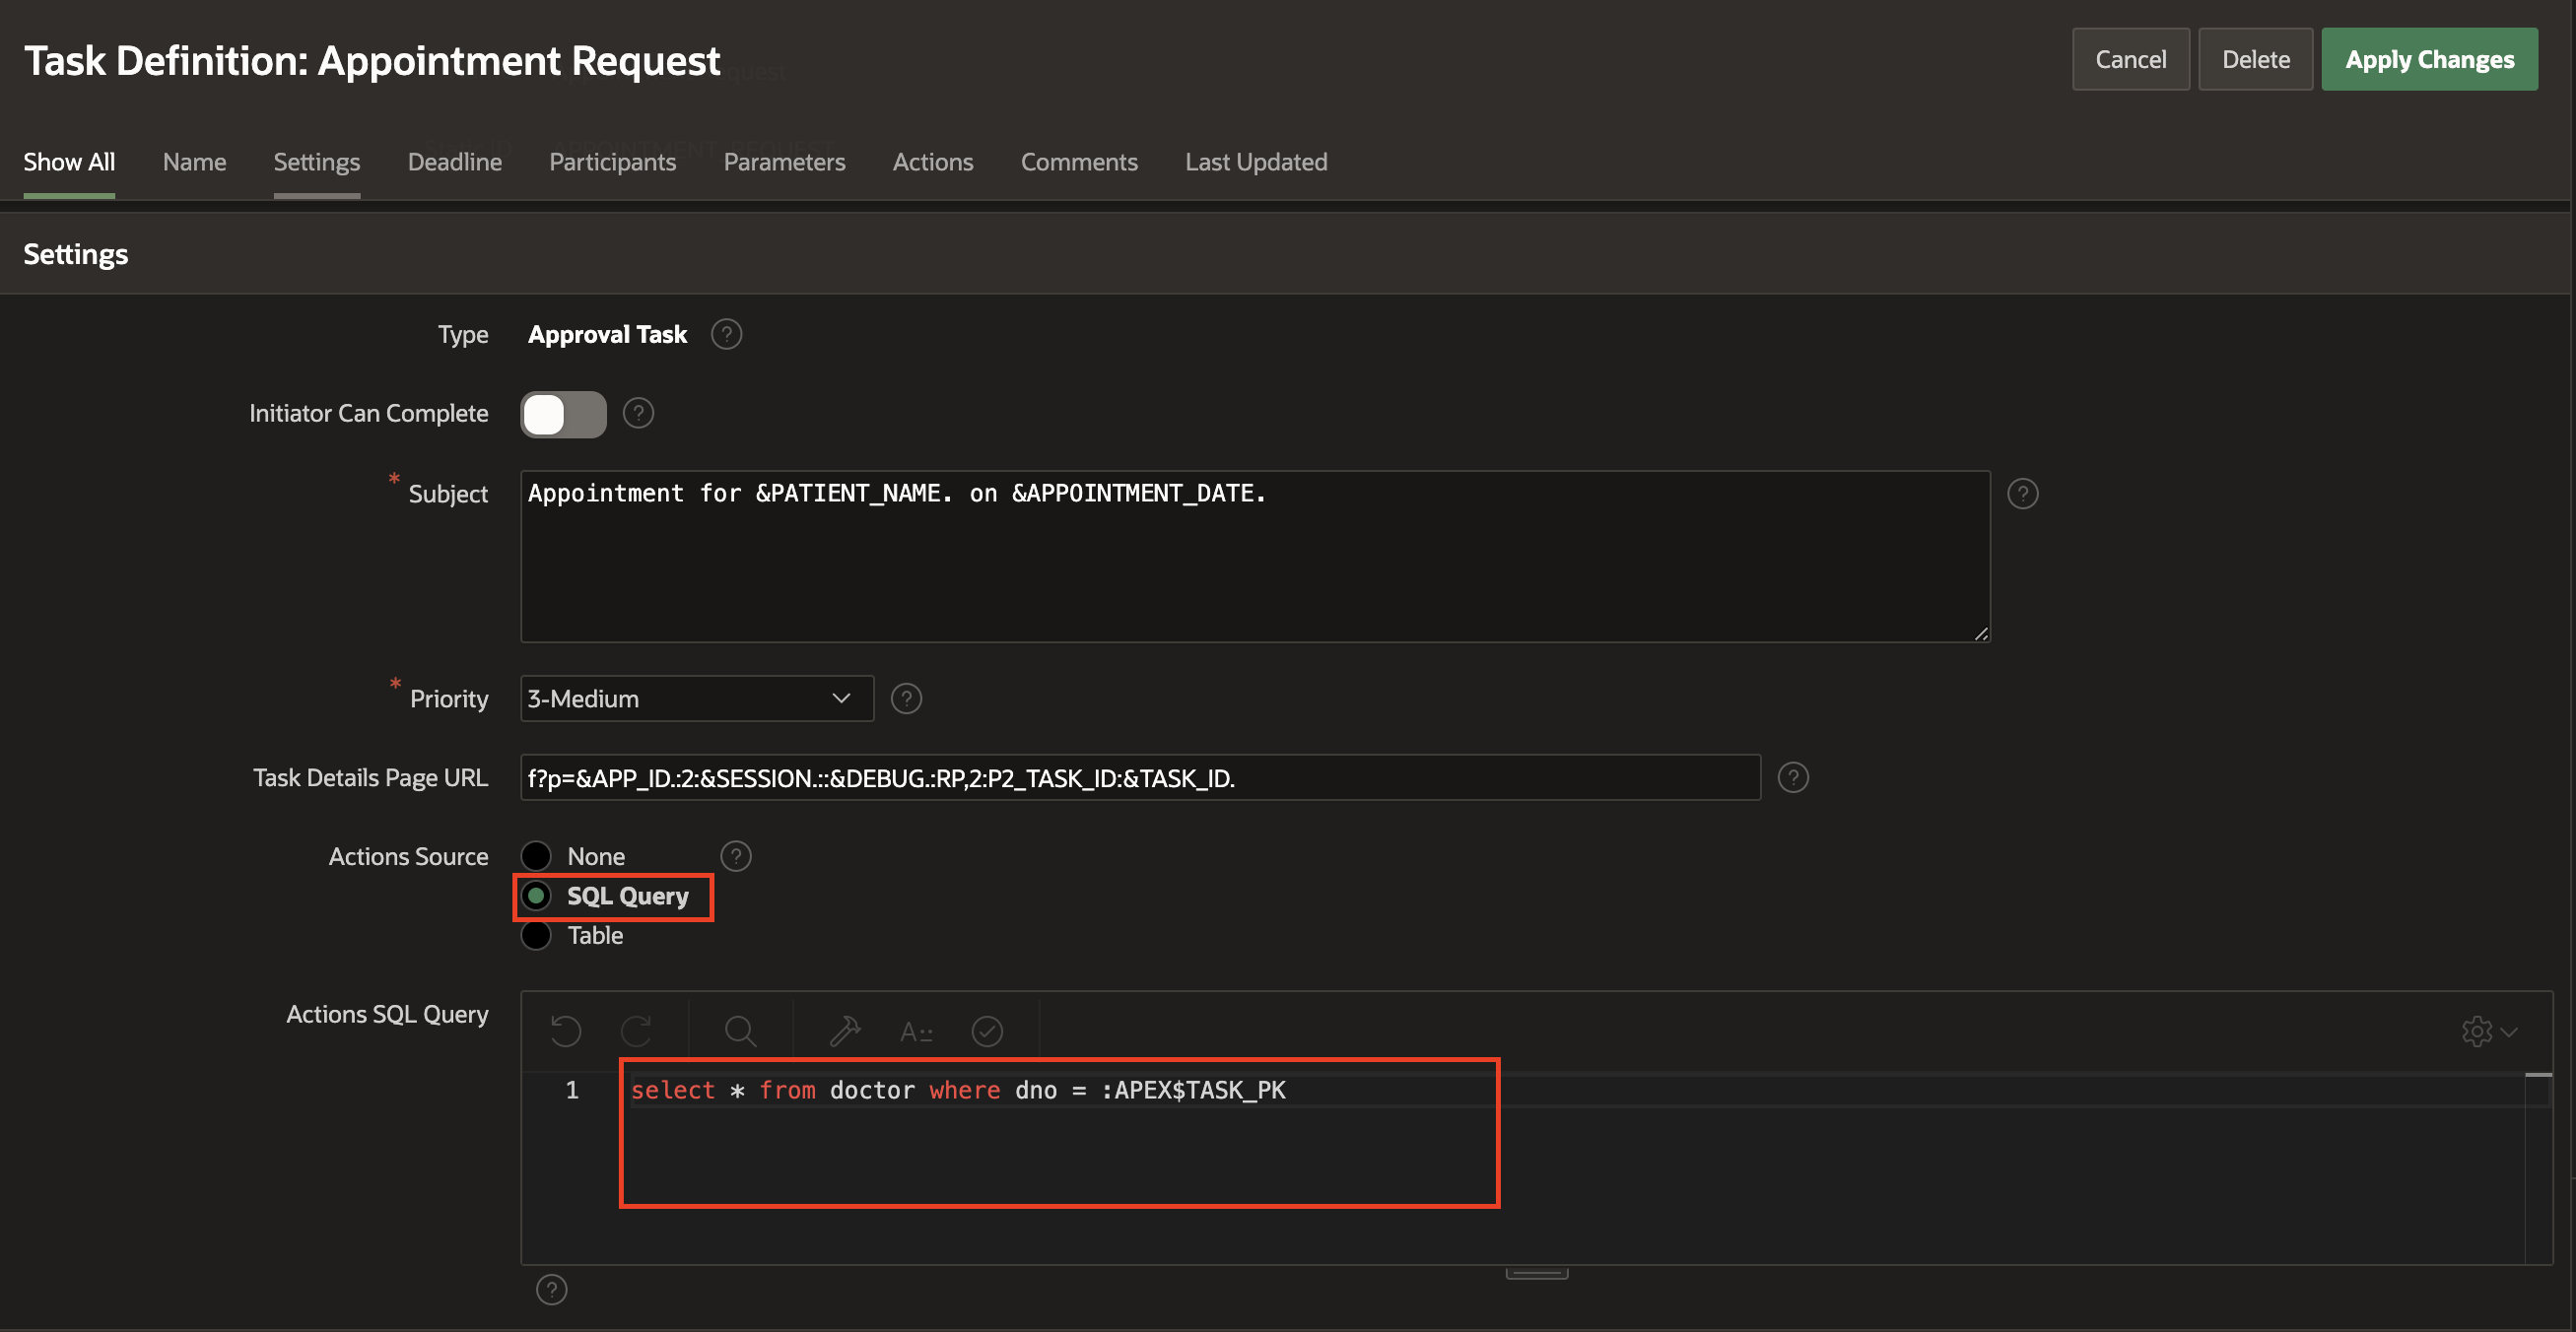 Task Definition: Appointment Request
Cancel
Delete
Apply Changes
Show All
Name
Settings
Deadline
Participants
Parameters
Actions
Comments
Last Updated
Settings
Type
Approval Task
?
Initiator Can Complete
?
* Subject
Appointment for &PATIENT_NAME. on &APPOINTMENT_DATE.
?
* Priority
3-Medium
?
Task Details Page URL
f?p=&APP_ID.:2:&SESSION.::&DEBUG.:RP,2:P2_TASK_ID:&TASK_ID.
?
Actions Source
None
?
SQL Query
Table
Actions SQL Query
1
select * from doctor where dno = :APEX$TASK_PK
?